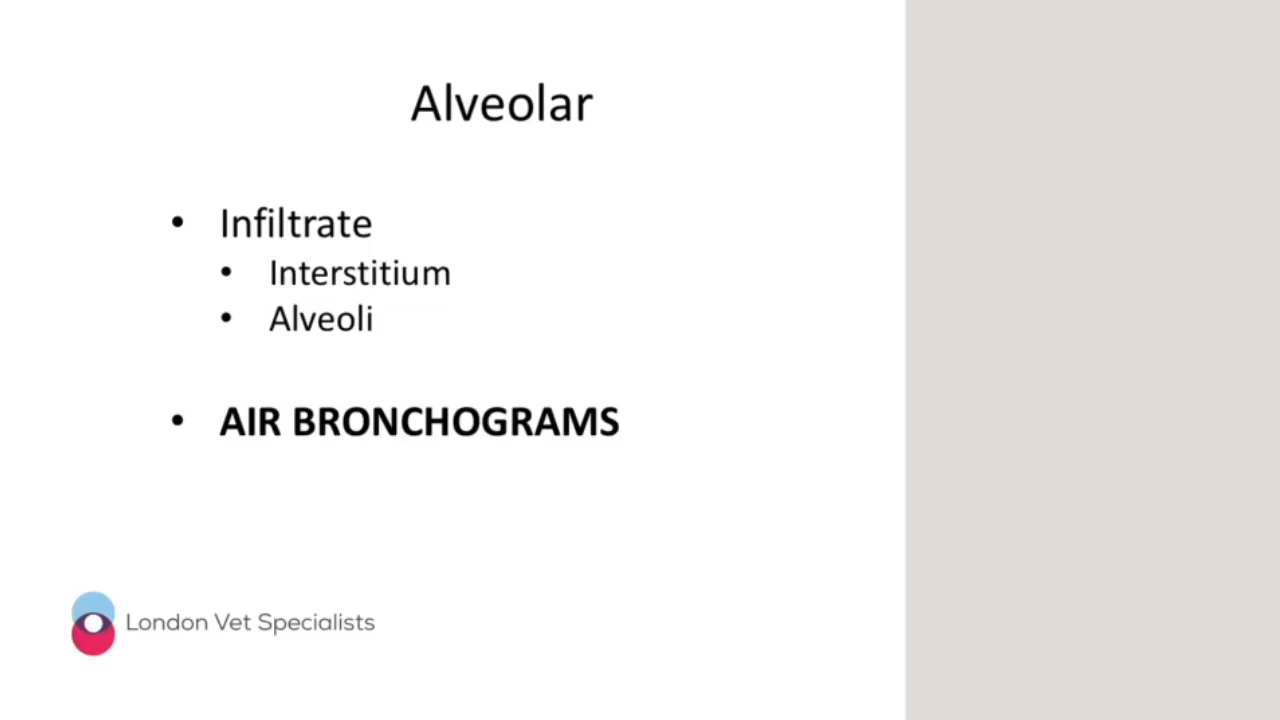 Alveolar
• Infiltrate
• Interstitium
• Alveoli
• AIR BRONCHOGRAMS
London Vet Specialists